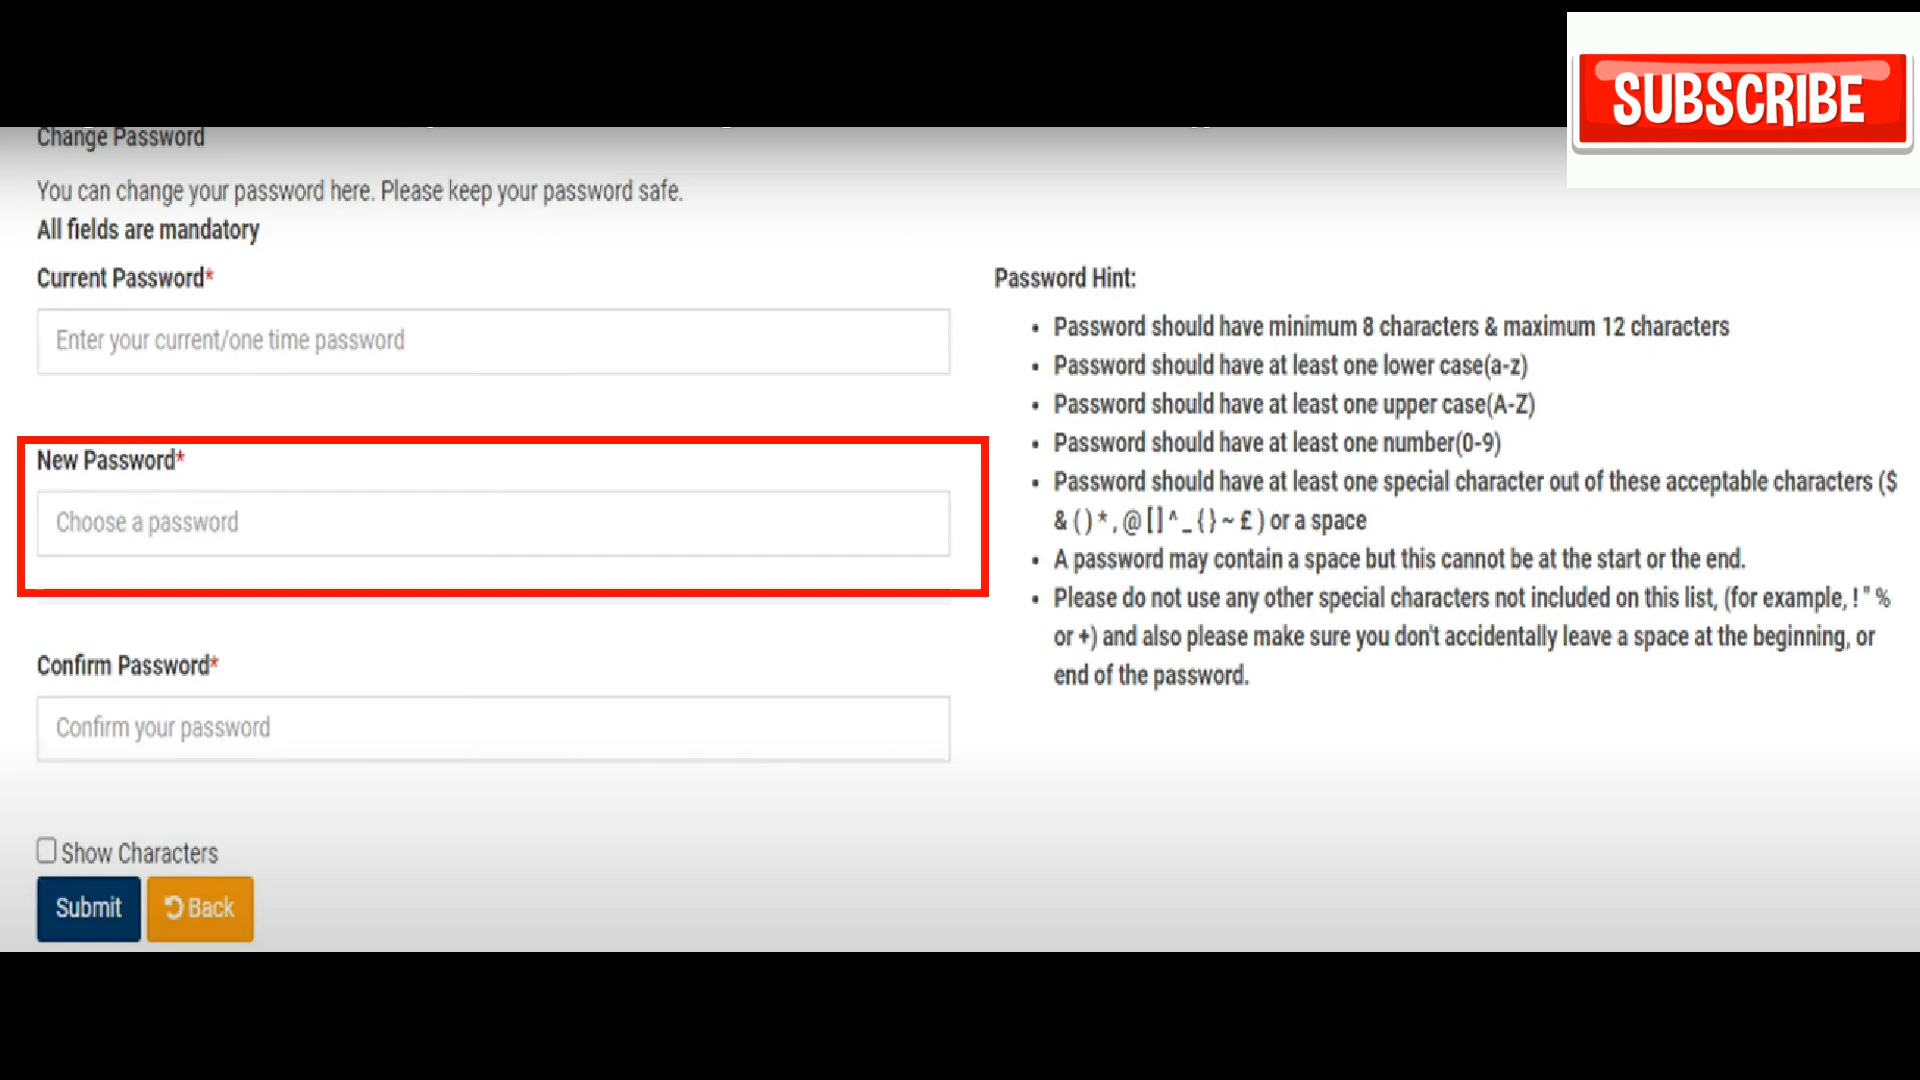 SUBSCRIBE
Change Password
You can change your password here. Please keep your password safe.
All fields are mandatory
Current Password*
Enter your current/one time password
New Password*
Choose a password
Confirm Password*
Confirm your password
Show Characters
Submit
Back
Password Hint:
• Password should have minimum 8 characters & maximum 12 characters
• Password should have at least one lower case(a-z)
• Password should have at least one upper case(A-Z)
• Password should have at least one number(0-9)
• Password should have at least one special character out of these acceptable characters ($
& ( ) * , @ [ ] ^ _ { } ~ £ ) or a space
• A password may contain a space but this cannot be at the start or the end.
• Please do not use any other special characters not included on this list, (for example, ! " %
or +) and also please make sure you don't accidentally leave a space at the beginning, or
end of the password.